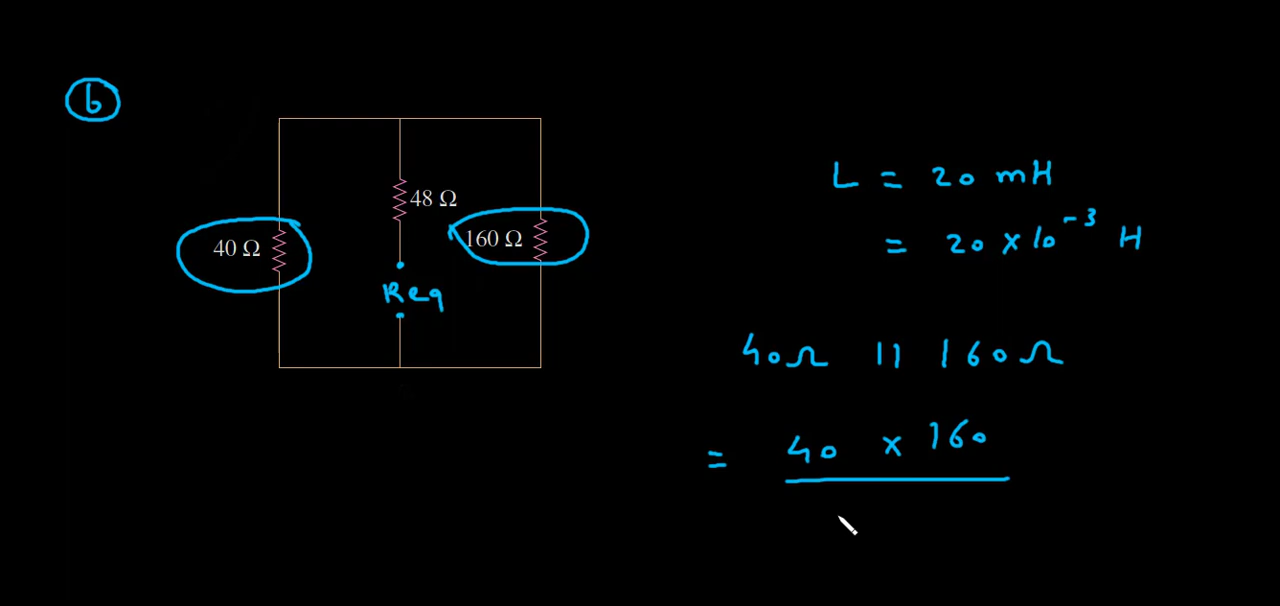 b
48 Ω
40 Ω
160 Ω
Req
L = 20 mH
= 20 × 10⁻³ H
40Ω || 160Ω
= 40 × 160